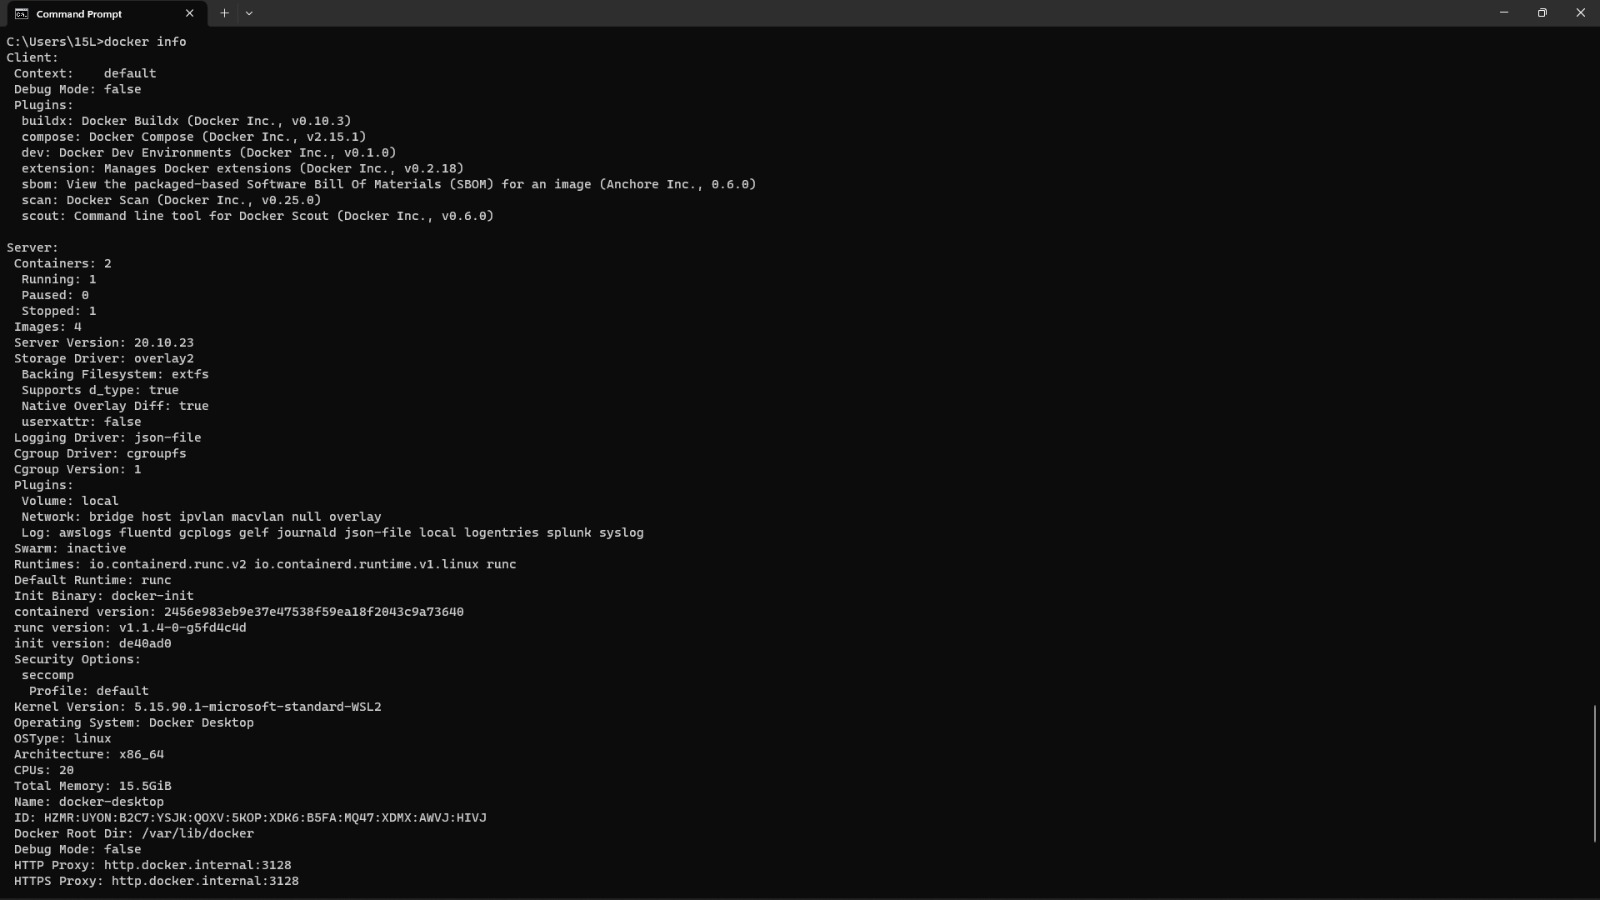 Command Prompt
C:\Users\15L>docker info
Client:
 Context:    default
 Debug Mode: false
 Plugins:
  buildx: Docker Buildx (Docker Inc., v0.10.3)
  compose: Docker Compose (Docker Inc., v2.15.1)
  dev: Docker Dev Environments (Docker Inc., v0.1.0)
  extension: Manages Docker extensions (Docker Inc., v0.2.18)
  sbom: View the packaged-based Software Bill Of Materials (SBOM) for an image (Anchore Inc., 0.6.0)
  scan: Docker Scan (Docker Inc., v0.25.0)
  scout: Command line tool for Docker Scout (Docker Inc., v0.6.0)

Server:
 Containers: 2
  Running: 1
  Paused: 0
  Stopped: 1
 Images: 4
 Server Version: 20.10.23
 Storage Driver: overlay2
  Backing Filesystem: extfs
  Supports d_type: true
  Native Overlay Diff: true
  userxattr: false
 Logging Driver: json-file
 Cgroup Driver: cgroupfs
 Cgroup Version: 1
 Plugins:
  Volume: local
  Network: bridge host ipvlan macvlan null overlay
  Log: awslogs fluentd gcplogs gelf journald json-file local logentries splunk syslog
 Swarm: inactive
 Runtimes: io.containerd.runc.v2 io.containerd.runtime.v1.linux runc
 Default Runtime: runc
 Init Binary: docker-init
 containerd version: 2456e983eb9e37e47538f59ea18f2043c9a73640
 runc version: v1.1.4-0-g5fd4c4d
 init version: de40ad0
 Security Options:
  seccomp
   Profile: default
 Kernel Version: 5.15.90.1-microsoft-standard-WSL2
 Operating System: Docker Desktop
 OSType: linux
 Architecture: x86_64
 CPUs: 20
 Total Memory: 15.5GiB
 Name: docker-desktop
 ID: HZMR:UYON:B2C7:YSJK:QOXV:5KOP:XDK6:B5FA:MQ47:XDMX:AWVJ:HIVJ
 Docker Root Dir: /var/lib/docker
 Debug Mode: false
 HTTP Proxy: http.docker.internal:3128
 HTTPS Proxy: http.docker.internal:3128